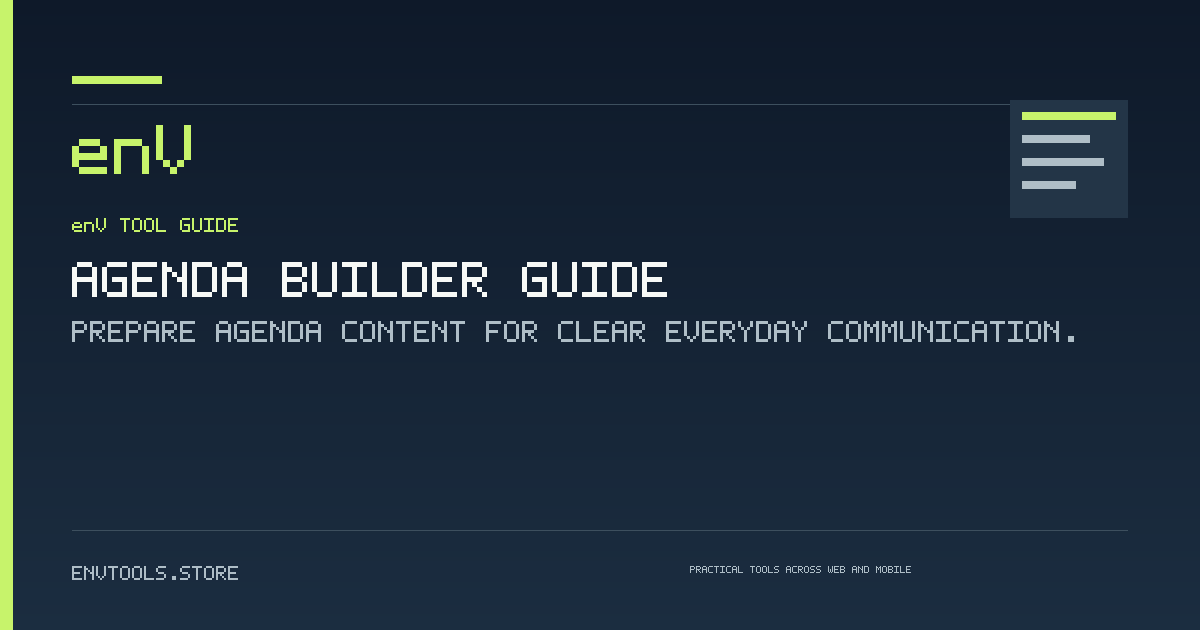 enV
enV TOOL GUIDE
AGENDA BUILDER GUIDE
PREPARE AGENDA CONTENT FOR CLEAR EVERYDAY COMMUNICATION.
ENVTOOLS.STORE
PRACTICAL TOOLS ACROSS WEB AND MOBILE